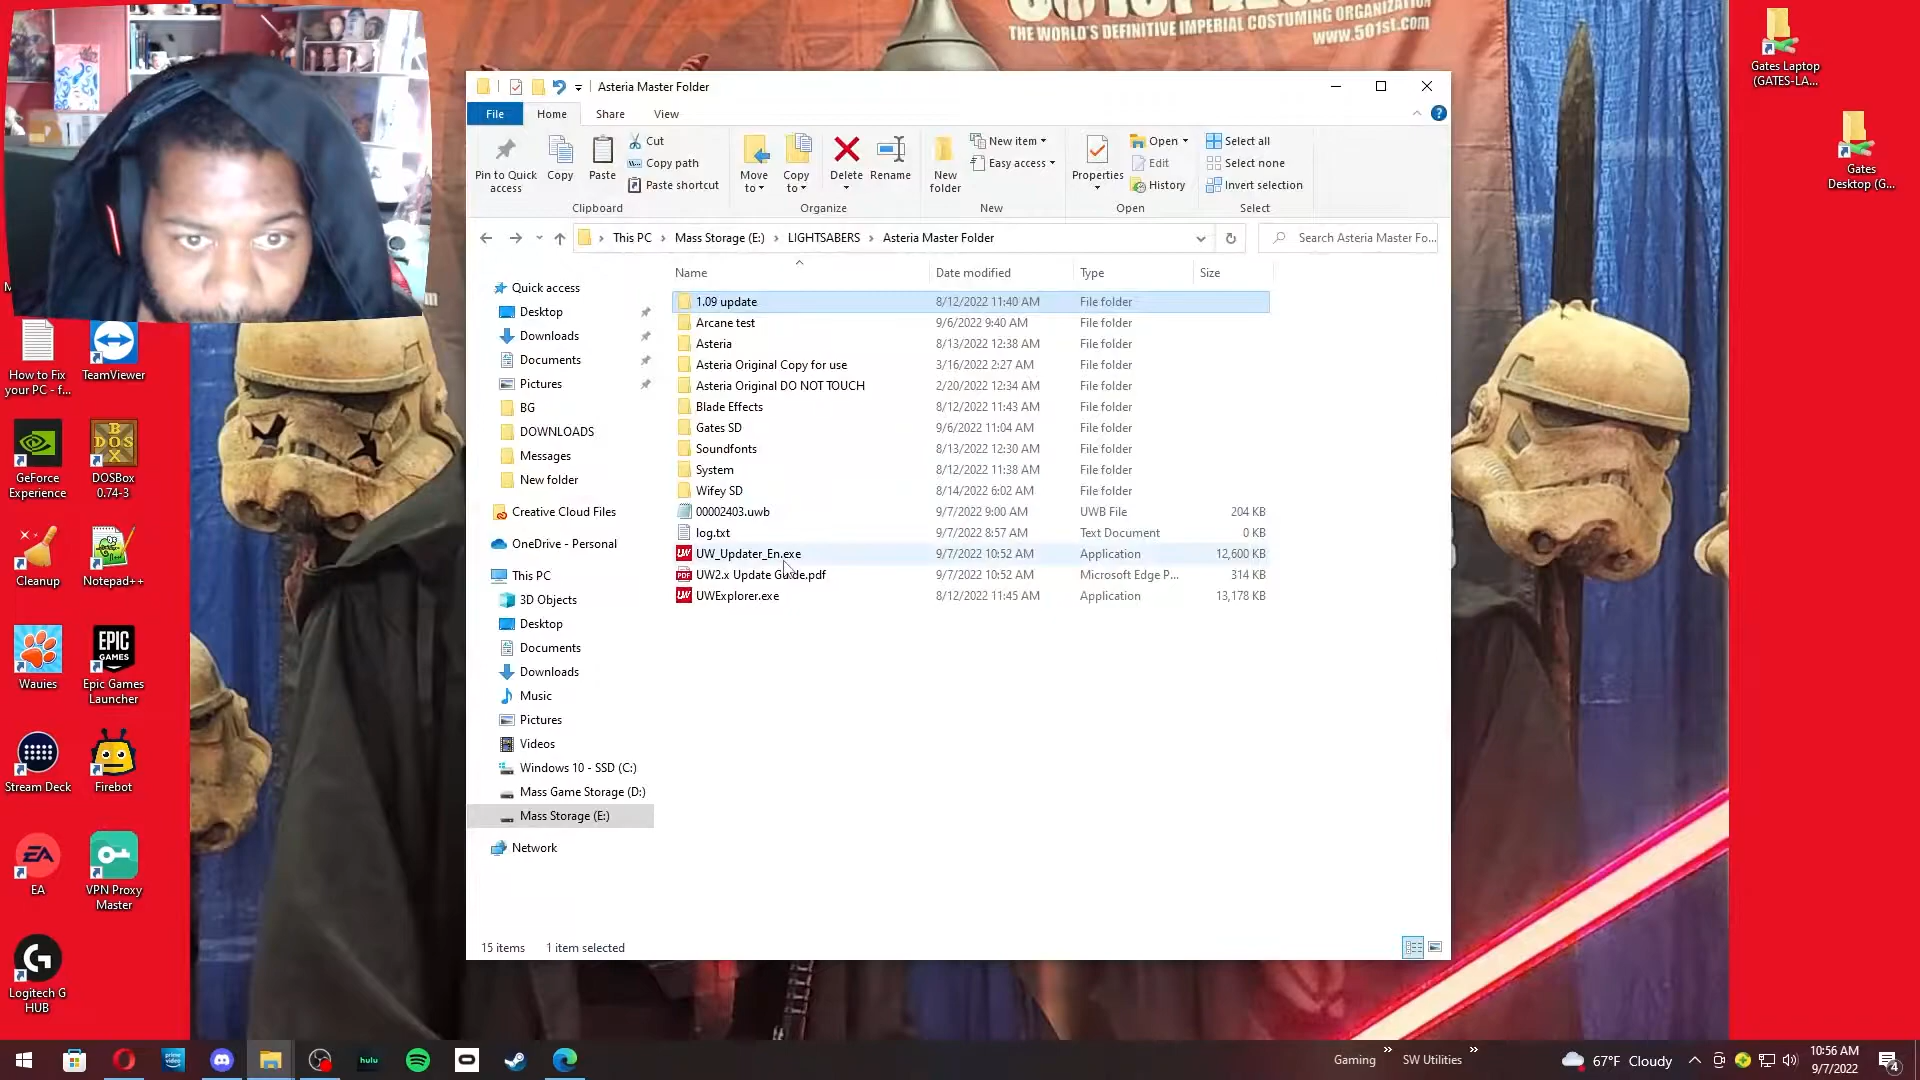 THE WORLD'S DEFINITIVE IMPERIAL COSTUMING ORGANIZATION
www.501st.com
Gates Laptop
(GATES-LA...
Gates
Desktop (G...
Asteria Master Folder
File
Home
Share
View
Pin to Quick
access
Copy
Paste
Cut
Copy path
Paste shortcut
Clipboard
Move
to
Copy
to
Delete
Rename
Organize
New
folder
New item
Easy access
New
Properties
Open
Edit
History
Open
Select all
Select none
Invert selection
Select
This PC
Mass Storage (E:)
LIGHTSABERS
Asteria Master Folder
Search Asteria Master Fo...
Name
Date modified
Type
Size
1.09 update 8/12/2022 11:40 AM File folder
Arcane test 9/6/2022 9:40 AM File folder
Asteria 8/13/2022 12:38 AM File folder
Asteria Original Copy for use 3/16/2022 2:27 AM File folder
Asteria Original DO NOT TOUCH 2/20/2022 12:34 AM File folder
Blade Effects 8/12/2022 11:43 AM File folder
Gates SD 9/6/2022 11:04 AM File folder
Soundfonts 8/13/2022 12:30 AM File folder
System 8/12/2022 11:38 AM File folder
Wifey SD 8/14/2022 6:02 AM File folder
00002403.uwb 9/7/2022 9:00 AM UWB File 204 KB
log.txt 9/7/2022 8:57 AM Text Document 0 KB
UW_Updater_En.exe 9/7/2022 10:52 AM Application 12,600 KB
UW2.x Update Guide.pdf 9/7/2022 10:52 AM Microsoft Edge P... 314 KB
UWExplorer.exe 8/12/2022 11:45 AM Application 13,178 KB
Quick access
Desktop
Downloads
Documents
Pictures
BG
DOWNLOADS
Messages
New folder
Creative Cloud Files
OneDrive - Personal
This PC
3D Objects
Desktop
Documents
Downloads
Music
Pictures
Videos
Windows 10 - SSD (C:)
Mass Game Storage (D:)
Mass Storage (E:)
Network
15 items
1 item selected
How to Fix
your PC - f...
TeamViewer
GeForce
Experience
DOSBox
0.74-3
Cleanup
Notepad++
Wauies
EPIC
GAMES
Epic Games
Launcher
Stream Deck
Firebot
EA
EA
VPN Proxy
Master
Logitech G
HUB
prime
video
hulu
Gaming
SW Utilities
67°F Cloudy
10:56 AM
9/7/2022
4